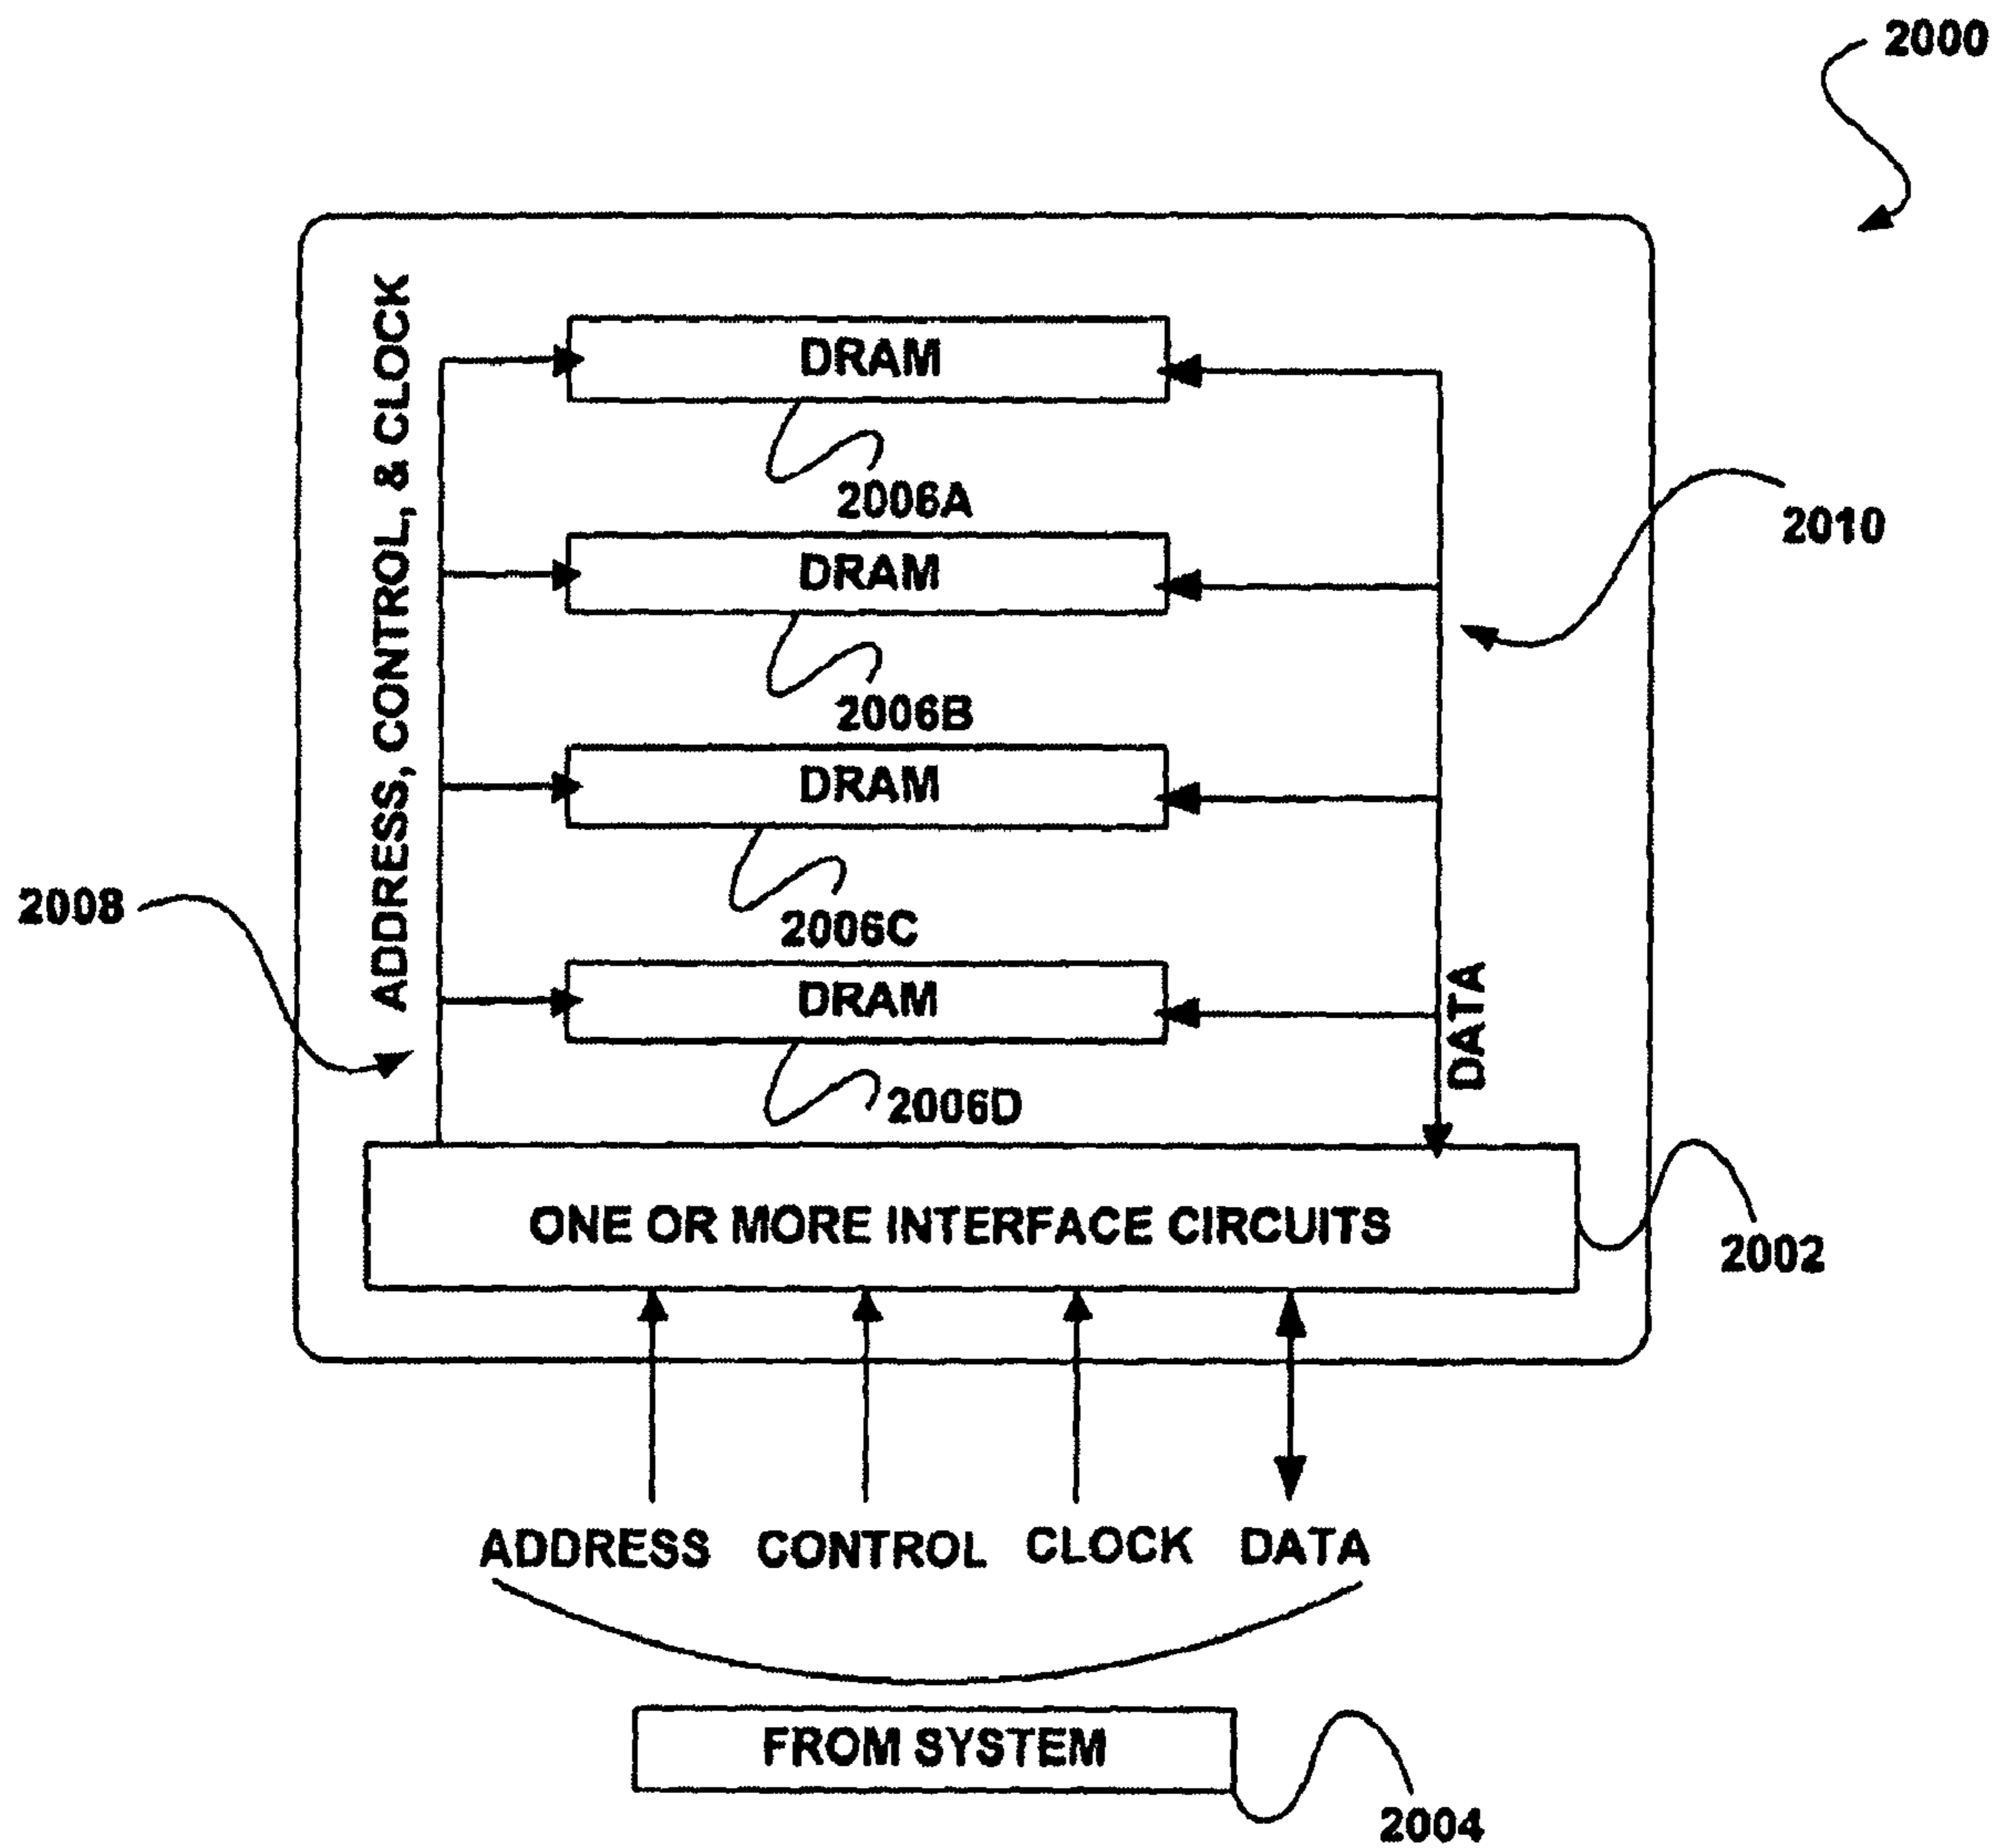 2000
ADDRESS, CONTROL, & CLOCK
DRAM
2006A
2010
DRAM
2006B
DRAM
2008
2006C
DRAM
DATA
2006D
ONE OR MORE INTERFACE CIRCUITS
2002
ADDRESS CONTROL CLOCK DATA
FROM SYSTEM
2004